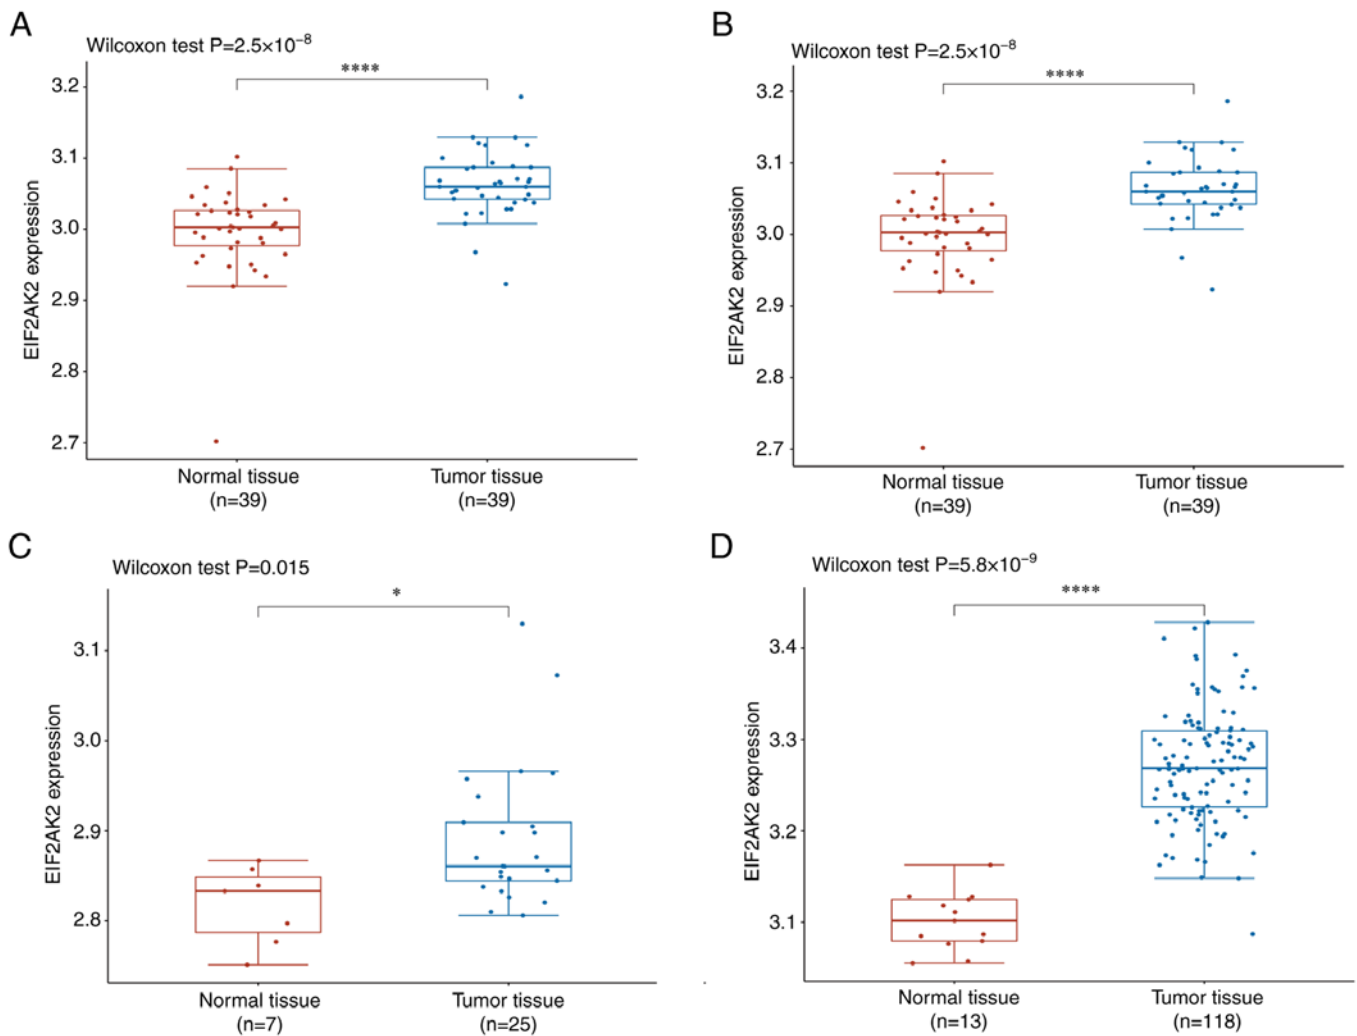 A
Wilcoxon test P=2.5×10⁻⁸
****
3.2
3.1
3.0
2.9
2.8
2.7
EIF2AK2 expression
Normal tissue
(n=39)
Tumor tissue
(n=39)
B
Wilcoxon test P=2.5×10⁻⁸
****
3.2
3.1
3.0
2.9
2.8
2.7
EIF2AK2 expression
Normal tissue
(n=39)
Tumor tissue
(n=39)
C
Wilcoxon test P=0.015
*
3.1
3.0
2.9
2.8
EIF2AK2 expression
Normal tissue
(n=7)
Tumor tissue
(n=25)
D
Wilcoxon test P=5.8×10⁻⁹
****
3.4
3.3
3.2
3.1
EIF2AK2 expression
Normal tissue
(n=13)
Tumor tissue
(n=118)